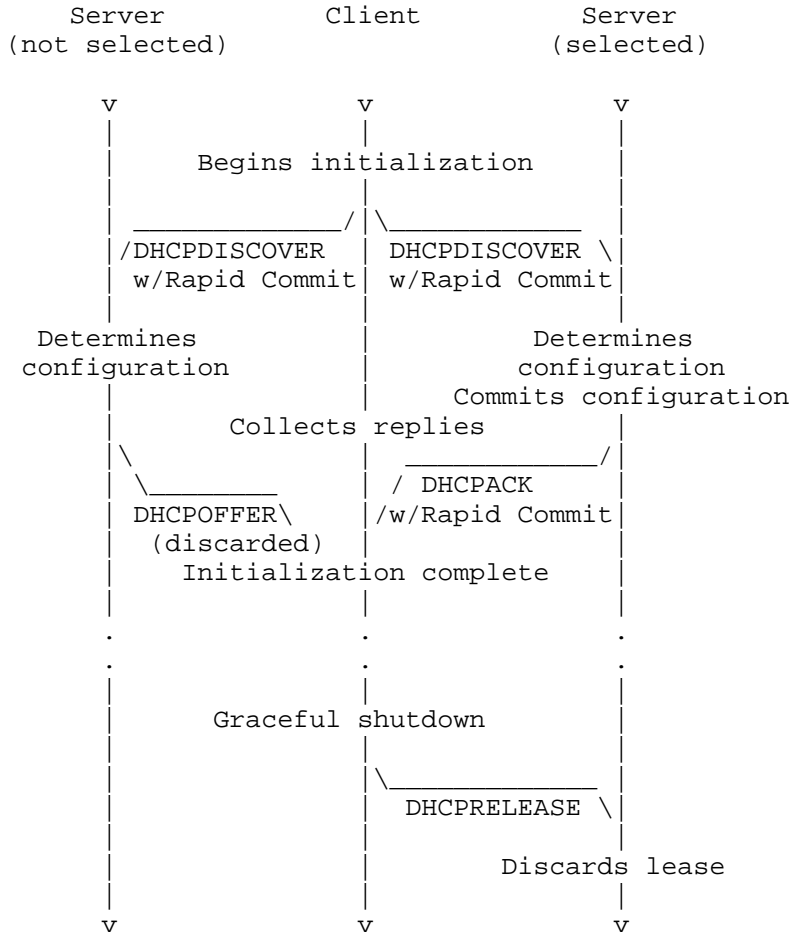 Server Client Server
(not selected) (selected)
v v v
Begins initialization
DHCPDISCOVER DHCPDISCOVER
w/Rapid Commit w/Rapid Commit
Determines Determines
configuration configuration
Commits configuration
Collects replies
DHCPACK
DHCPOFFER w/Rapid Commit
(discarded)
Initialization complete
. . .
. . .
Graceful shutdown
DHCPRELEASE
Discards lease
v v v